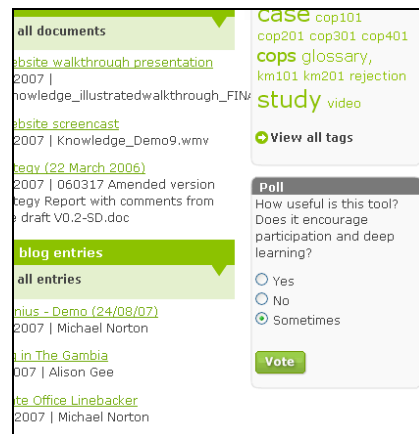 all documents
ebsite walkthrough presentation
2007 |
nowledge_illustratedwalkthrough_FINA
ebsite screencast
2007 | Knowledge_Demo9.wmv
tegy (22 March 2006)
2007 | 060317 Amended version
tegy Report with comments from
e draft V0.2-SD.doc
blog entries
all entries
nius - Demo (24/08/07)
2007 | Michael Norton
g in The Gambia
007 | Alison Gee
te Office Linebacker
2007 | Michael Norton
case cop101
cop201 cop301 cop401
cops glossary,
km101 km201 rejection
study video
View all tags
Poll
How useful is this tool?
Does it encourage
participation and deep
learning?
Yes
No
Sometimes
Vote